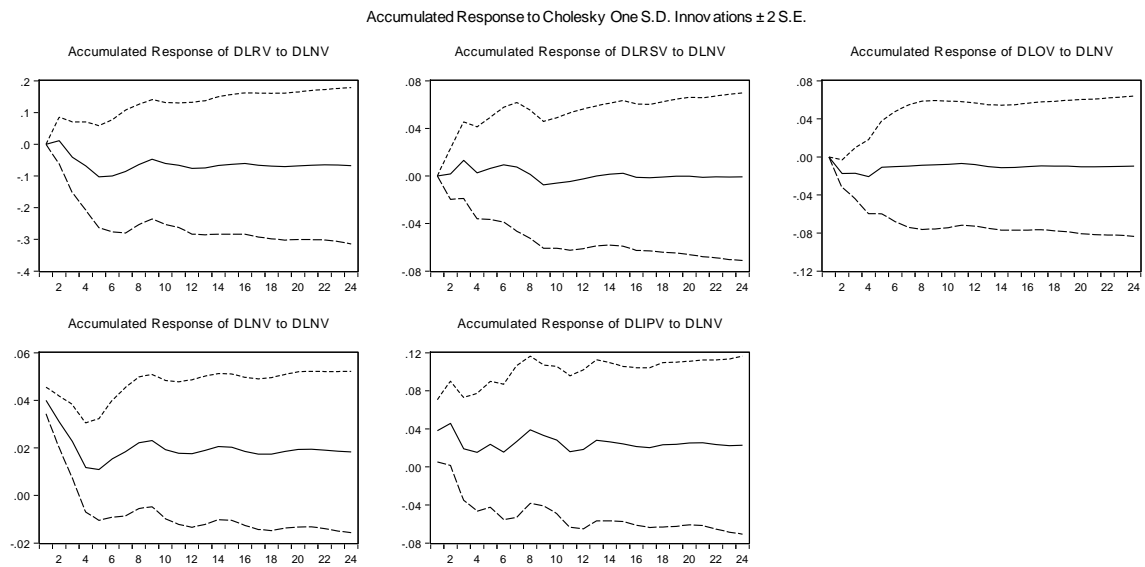 Accumulated Response to Cholesky One S.D. Innovations ± 2 S.E.
Accumulated Response of DLRV to DLNV
.2
.1
.0
-.1
-.2
-.3
-.4
2 4 6 8 10 12 14 16 18 20 22 24
Accumulated Response of DLRSV to DLNV
.08
.04
.00
-.04
-.08
2 4 6 8 10 12 14 16 18 20 22 24
Accumulated Response of DLOV to DLNV
.08
.04
.00
-.04
-.08
-.12
2 4 6 8 10 12 14 16 18 20 22 24
Accumulated Response of DLNV to DLNV
.06
.04
.02
.00
-.02
2 4 6 8 10 12 14 16 18 20 22 24
Accumulated Response of DLIPV to DLNV
.12
.08
.04
.00
-.04
-.08
2 4 6 8 10 12 14 16 18 20 22 24